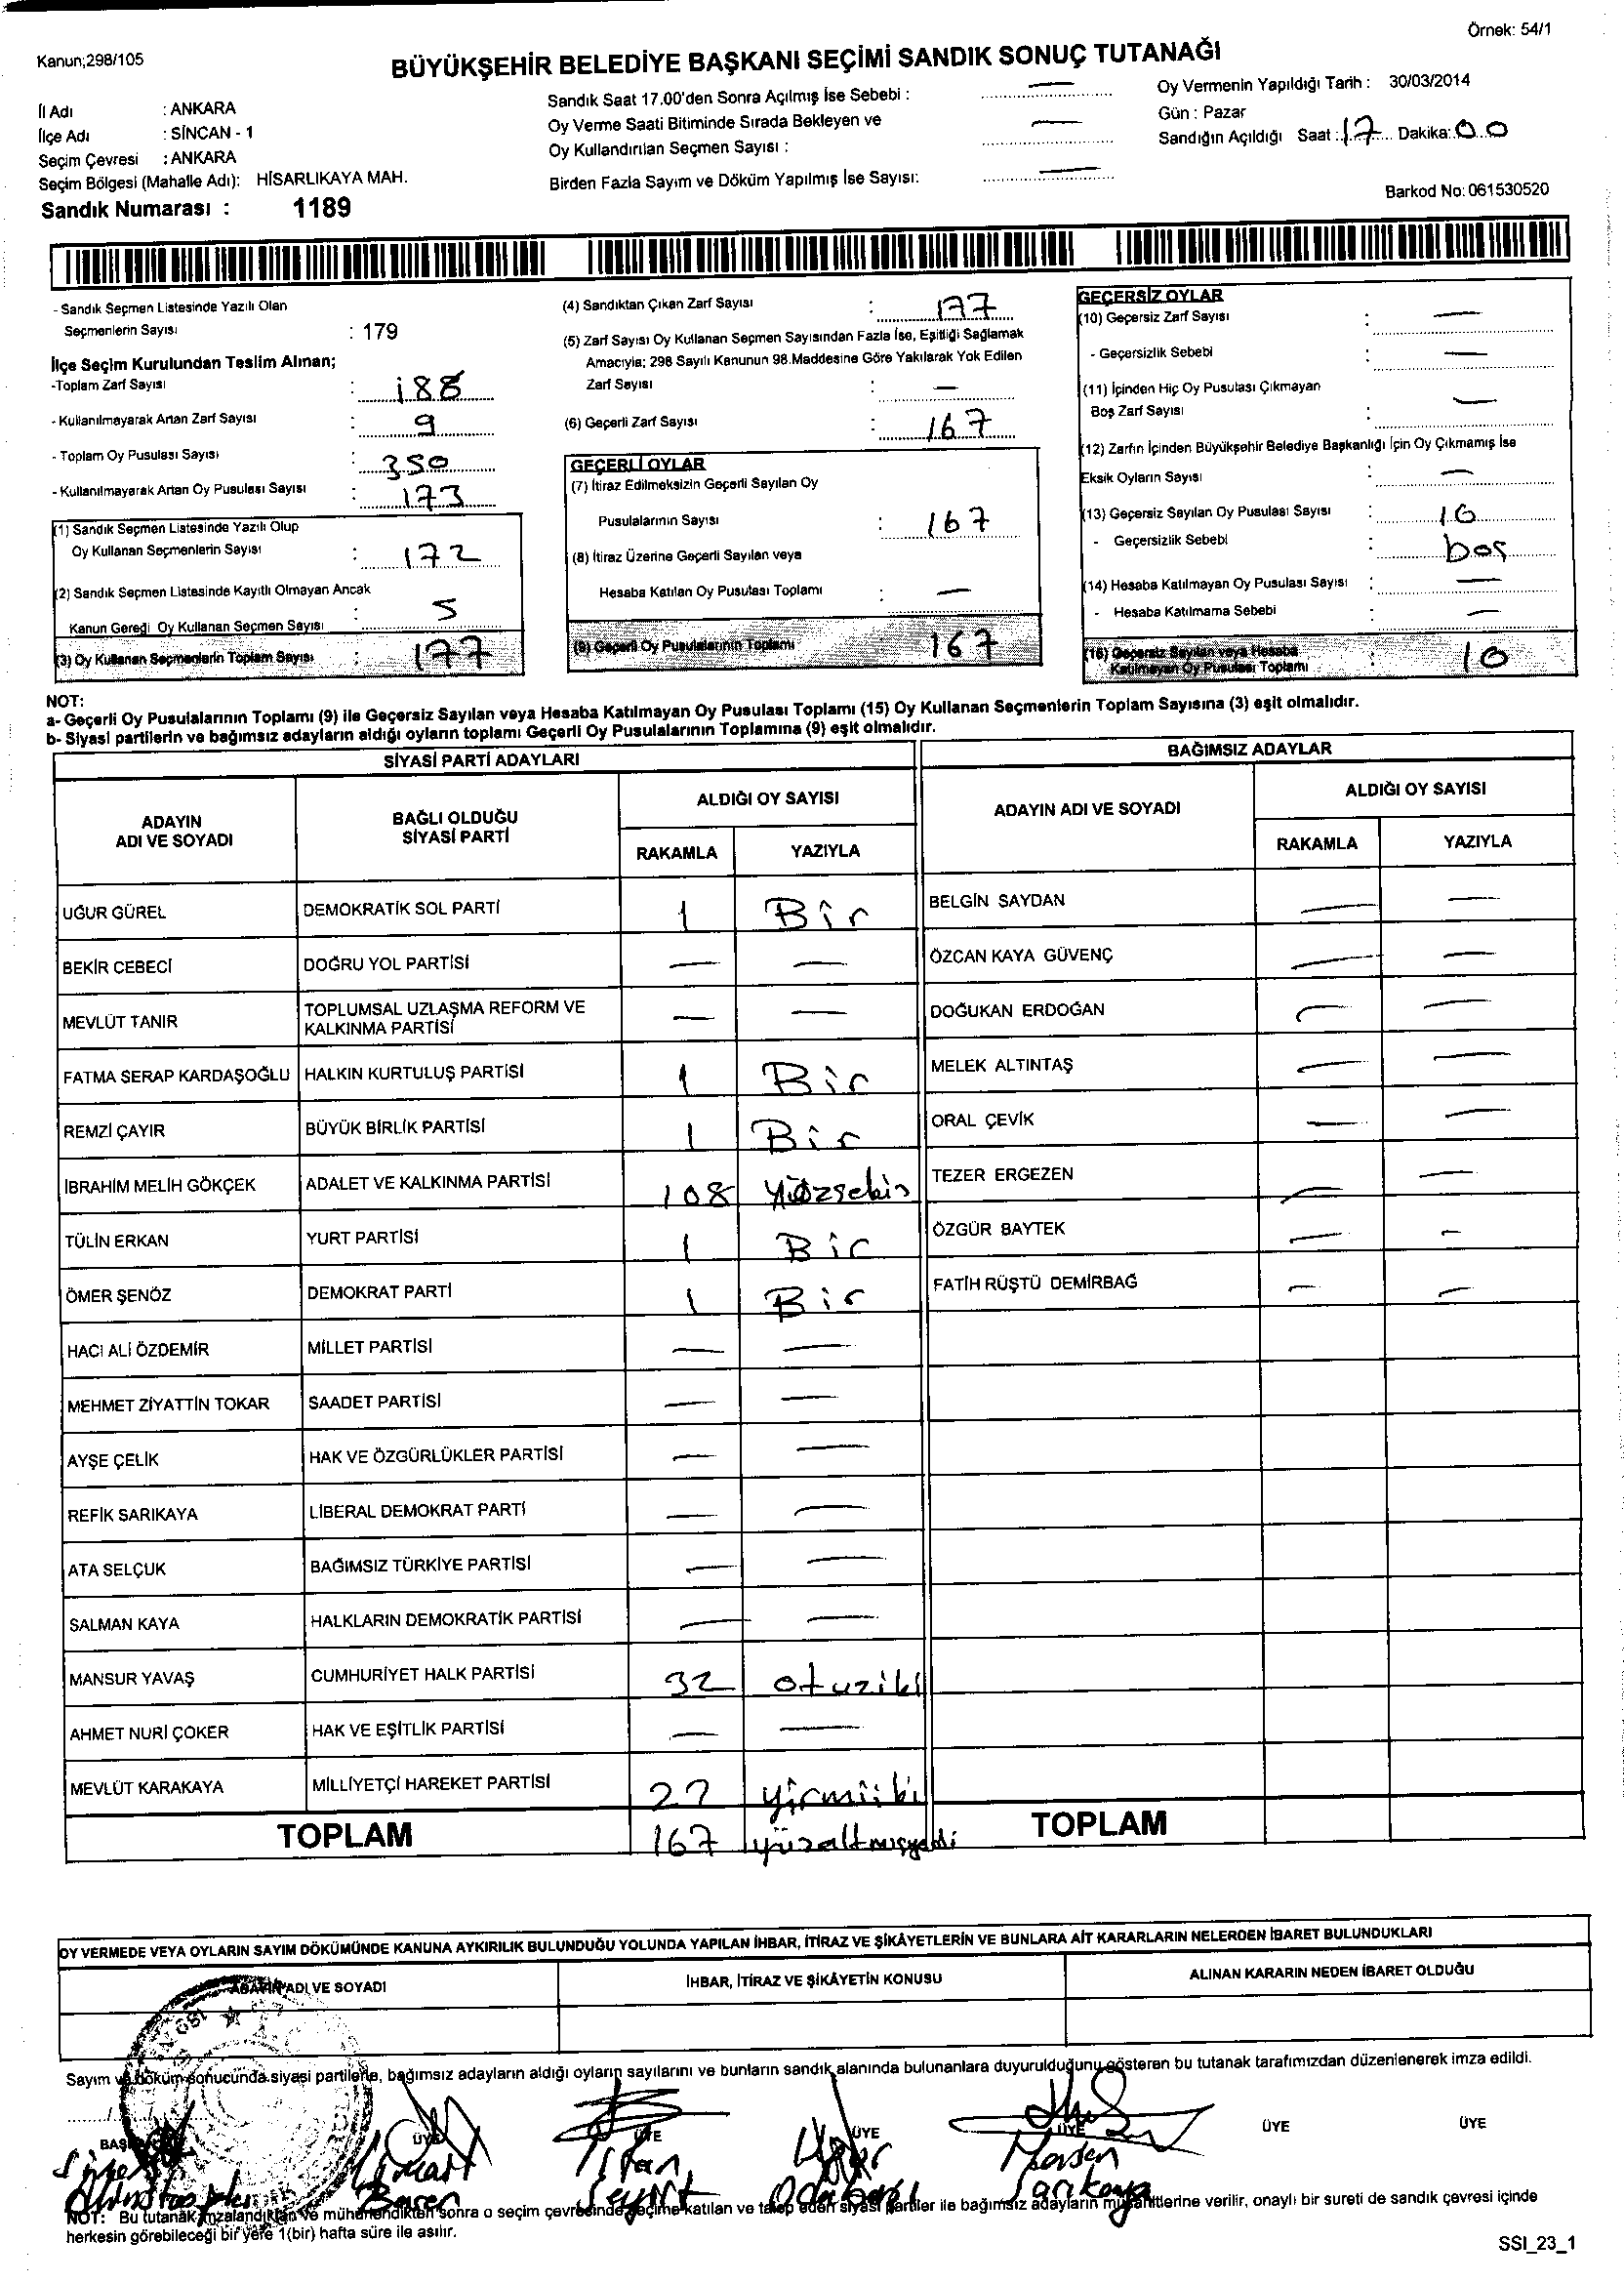 Örnek: 54/1
Kanun;298/105
BÜYÜKŞEHİR BELEDİYE BAŞKANI SEÇİMİ SANDIK SONUÇ TUTANAĞI
İl Adı : ANKARA
İlçe Adı : SİNCAN - 1
Seçim Çevresi : ANKARA
Seçim Bölgesi (Mahalle Adı): HİSARLIKAYA MAH.
Sandık Numarası : 1189
Sandık Saat 17.00'den Sonra Açılmış İse Sebebi : —
Oy Verme Saati Bitiminde Sırada Bekleyen ve
Oy Kullandırılan Seçmen Sayısı : —
Birden Fazla Sayım ve Döküm Yapılmış İse Sayısı: —
Oy Vermenin Yapıldığı Tarih : 30/03/2014
Gün : Pazar
Sandığın Açıldığı Saat : 17 Dakika: 00
Barkod No: 061530520
- Sandık Seçmen Listesinde Yazılı Olan
Seçmenlerin Sayısı : 179
İlçe Seçim Kurulundan Teslim Alınan;
-Toplam Zarf Sayısı : 188
- Kullanılmayarak Artan Zarf Sayısı : 9
- Toplam Oy Pusulası Sayısı : 350
- Kullanılmayarak Artan Oy Pusulası Sayısı : 173
(1) Sandık Seçmen Listesinde Yazılı Olup
Oy Kullanan Seçmenlerin Sayısı : 172
(2) Sandık Seçmen Listesinde Kayıtlı Olmayan Ancak
Kanun Gereği Oy Kullanan Seçmen Sayısı : 5
(3) Oy Kullanan Seçmenlerin Toplam Sayısı : 177
(4) Sandıktan Çıkan Zarf Sayısı : 177
(5) Zarf Sayısı Oy Kullanan Seçmen Sayısından Fazla İse, Eşitliği Sağlamak
Amacıyla; 298 Sayılı Kanunun 98.Maddesine Göre Yakılarak Yok Edilen
Zarf Sayısı : —
(6) Geçerli Zarf Sayısı : 167
GEÇERLİ OYLAR
(7) İtiraz Edilmeksizin Geçerli Sayılan Oy
Pusulalarının Sayısı : 167
(8) İtiraz Üzerine Geçerli Sayılan veya
Hesaba Katılan Oy Pusulası Toplamı : —
(9) Geçerli Oy Pusulalarının Toplamı 167
GEÇERSİZ OYLAR
(10) Geçersiz Zarf Sayısı : —
- Geçersizlik Sebebi : —
(11) İçinden Hiç Oy Pusulası Çıkmayan
Boş Zarf Sayısı : —
(12) Zarfın İçinden Büyükşehir Belediye Başkanlığı İçin Oy Çıkmamış İse
Eksik Oyların Sayısı : —
(13) Geçersiz Sayılan Oy Pusulası Sayısı : 10
- Geçersizlik Sebebi : boş
(14) Hesaba Katılmayan Oy Pusulası Sayısı : —
- Hesaba Katılmama Sebebi : —
(15) Geçersiz Sayılan veya Hesaba
Katılmayan Oy Pusulası Toplamı : 10
NOT:
a- Geçerli Oy Pusulalarının Toplamı (9) ile Geçersiz Sayılan veya Hesaba Katılmayan Oy Pusulası Toplamı (15) Oy Kullanan Seçmenlerin Toplam Sayısına (3) eşit olmalıdır.
b- Siyasi partilerin ve bağımsız adayların aldığı oyların toplamı Geçerli Oy Pusulalarının Toplamına (9) eşit olmalıdır.
SİYASİ PARTİ ADAYLARI
ADAYIN ADI VE SOYADI BAĞLI OLDUĞU SİYASİ PARTİ ALDIĞI OY SAYISI
RAKAMLA YAZIYLA
UĞUR GÜREL DEMOKRATİK SOL PARTİ 1 Bir
BEKİR CEBECİ DOĞRU YOL PARTİSİ — —
MEVLÜT TANIR TOPLUMSAL UZLAŞMA REFORM VE KALKINMA PARTİSİ — —
FATMA SERAP KARDAŞOĞLU HALKIN KURTULUŞ PARTİSİ 1 Bir
REMZİ ÇAYIR BÜYÜK BİRLİK PARTİSİ 1 Bir
İBRAHİM MELİH GÖKÇEK ADALET VE KALKINMA PARTİSİ 108 Yüzsekiz
TÜLİN ERKAN YURT PARTİSİ 1 Bir
ÖMER ŞENÖZ DEMOKRAT PARTİ 1 Bir
HACI ALİ ÖZDEMİR MİLLET PARTİSİ — —
MEHMET ZİYATTİN TOKAR SAADET PARTİSİ — —
AYŞE ÇELİK HAK VE ÖZGÜRLÜKLER PARTİSİ — —
REFİK SARIKAYA LİBERAL DEMOKRAT PARTİ — —
ATA SELÇUK BAĞIMSIZ TÜRKİYE PARTİSİ — —
SALMAN KAYA HALKLARIN DEMOKRATİK PARTİSİ — —
MANSUR YAVAŞ CUMHURİYET HALK PARTİSİ 32 otuziki
AHMET NURİ ÇOKER HAK VE EŞİTLİK PARTİSİ — —
MEVLÜT KARAKAYA MİLLİYETÇİ HAREKET PARTİSİ 22 yirmiiki
TOPLAM 167 yüzaltmışyedi
BAĞIMSIZ ADAYLAR
ADAYIN ADI VE SOYADI ALDIĞI OY SAYISI
RAKAMLA YAZIYLA
BELGİN SAYDAN — —
ÖZCAN KAYA GÜVENÇ — —
DOĞUKAN ERDOĞAN — —
MELEK ALTINTAŞ — —
ORAL ÇEVİK — —
TEZER ERGEZEN — —
ÖZGÜR BAYTEK — —
FATİH RÜŞTÜ DEMİRBAĞ — —
TOPLAM
OY VERMEDE VEYA OYLARIN SAYIM DÖKÜMÜNDE KANUNA AYKIRILIK BULUNDUĞU YOLUNDA YAPILAN İHBAR, İTİRAZ VE ŞİKÂYETLERİN VE BUNLARA AİT KARARLARIN NELERDEN İBARET BULUNDUKLARI
ADAYIN ADI VE SOYADI İHBAR, İTİRAZ VE ŞİKÂYETİN KONUSU ALINAN KARARIN NEDEN İBARET OLDUĞU
Sayım ve döküm sonucunda siyasi partilerle, bağımsız adayların aldığı oyların sayılarını ve bunların sandık alanında bulunanlara duyurulduğunu gösteren bu tutanak tarafımızdan düzenlenerek imza edildi.
ÜYE ÜYE ÜYE ÜYE ÜYE ÜYE
NOT: Bu tutanak imzalandıktan ve mühürlendikten sonra o seçim çevresinde seçime katılan ve talep eden siyasi partiler ile bağımsız adayların müşahitlerine verilir, onaylı bir sureti de sandık çevresi içinde
herkesin görebileceği bir yere 1(bir) hafta süre ile asılır.
SSI_23_1